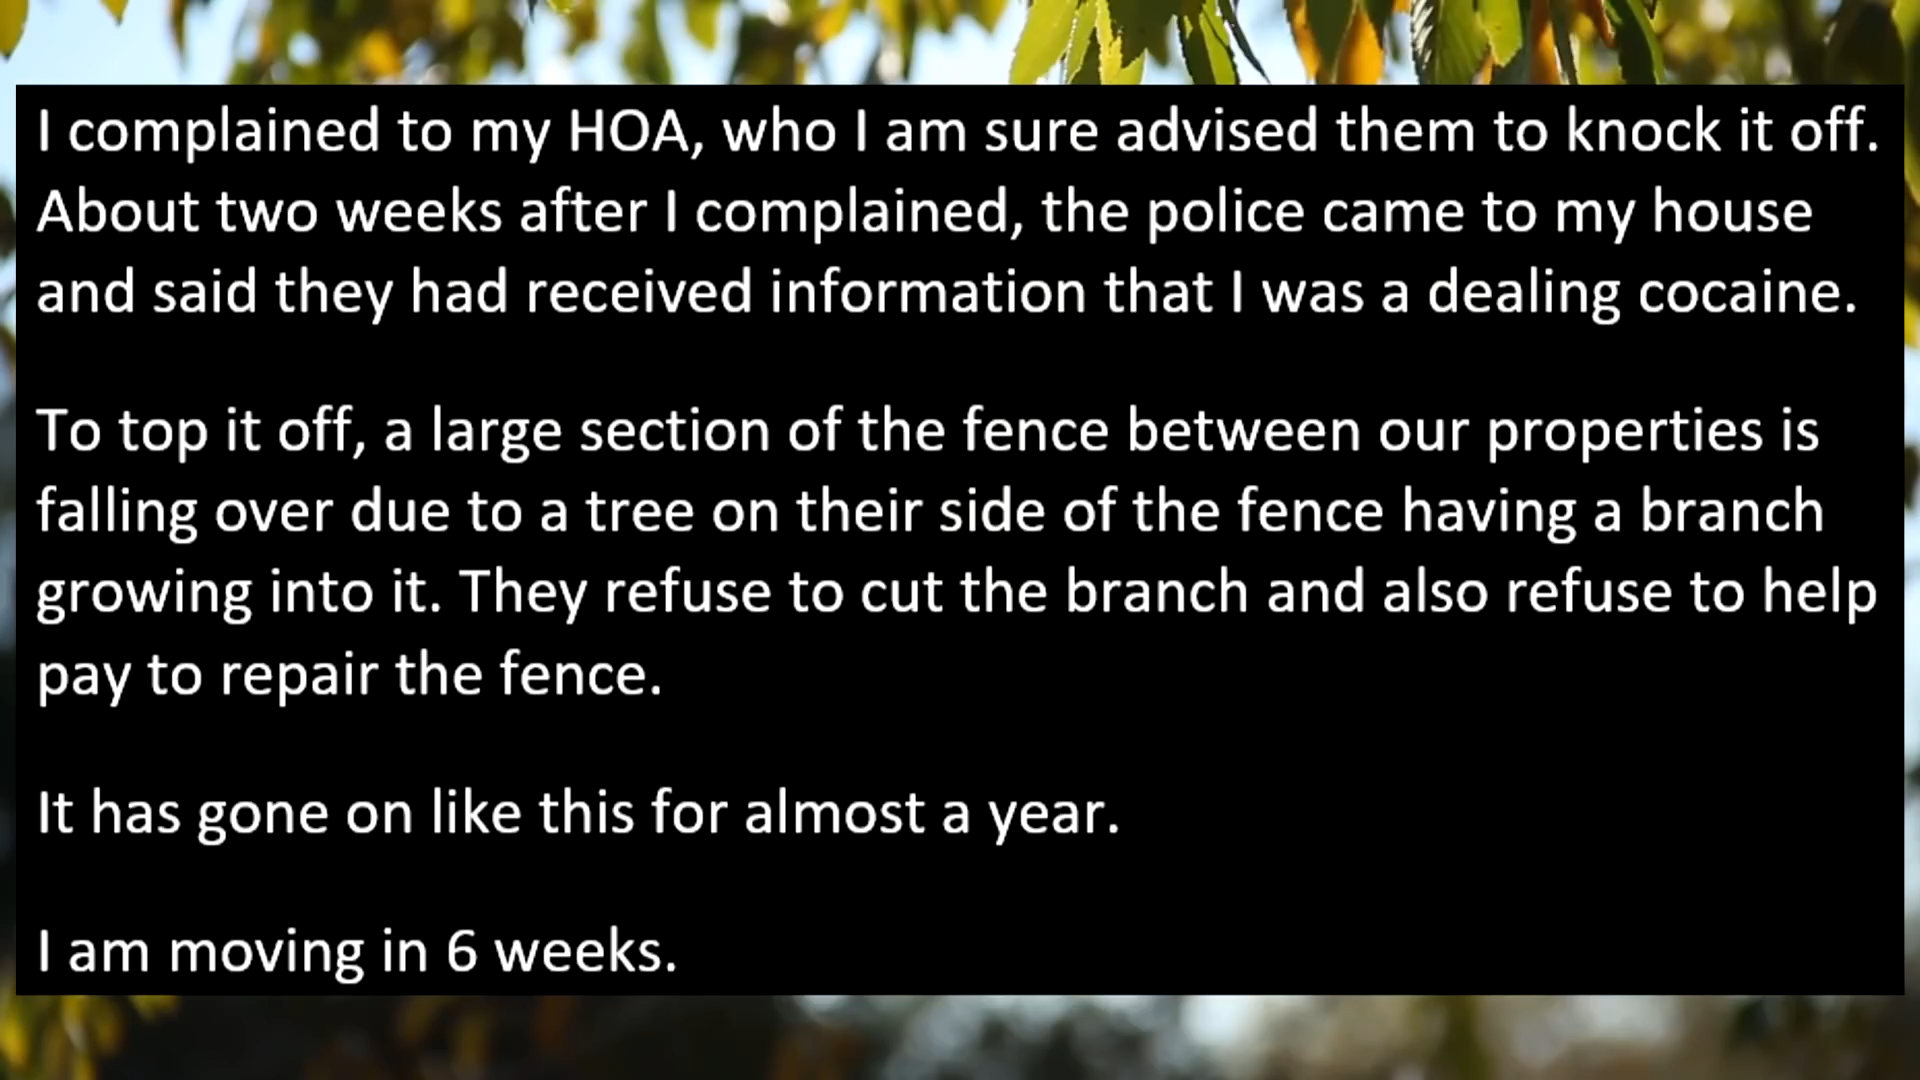 I complained to my HOA, who I am sure advised them to knock it off.
About two weeks after I complained, the police came to my house
and said they had received information that I was a dealing cocaine.
To top it off, a large section of the fence between our properties is
falling over due to a tree on their side of the fence having a branch
growing into it. They refuse to cut the branch and also refuse to help
pay to repair the fence.
It has gone on like this for almost a year.
I am moving in 6 weeks.